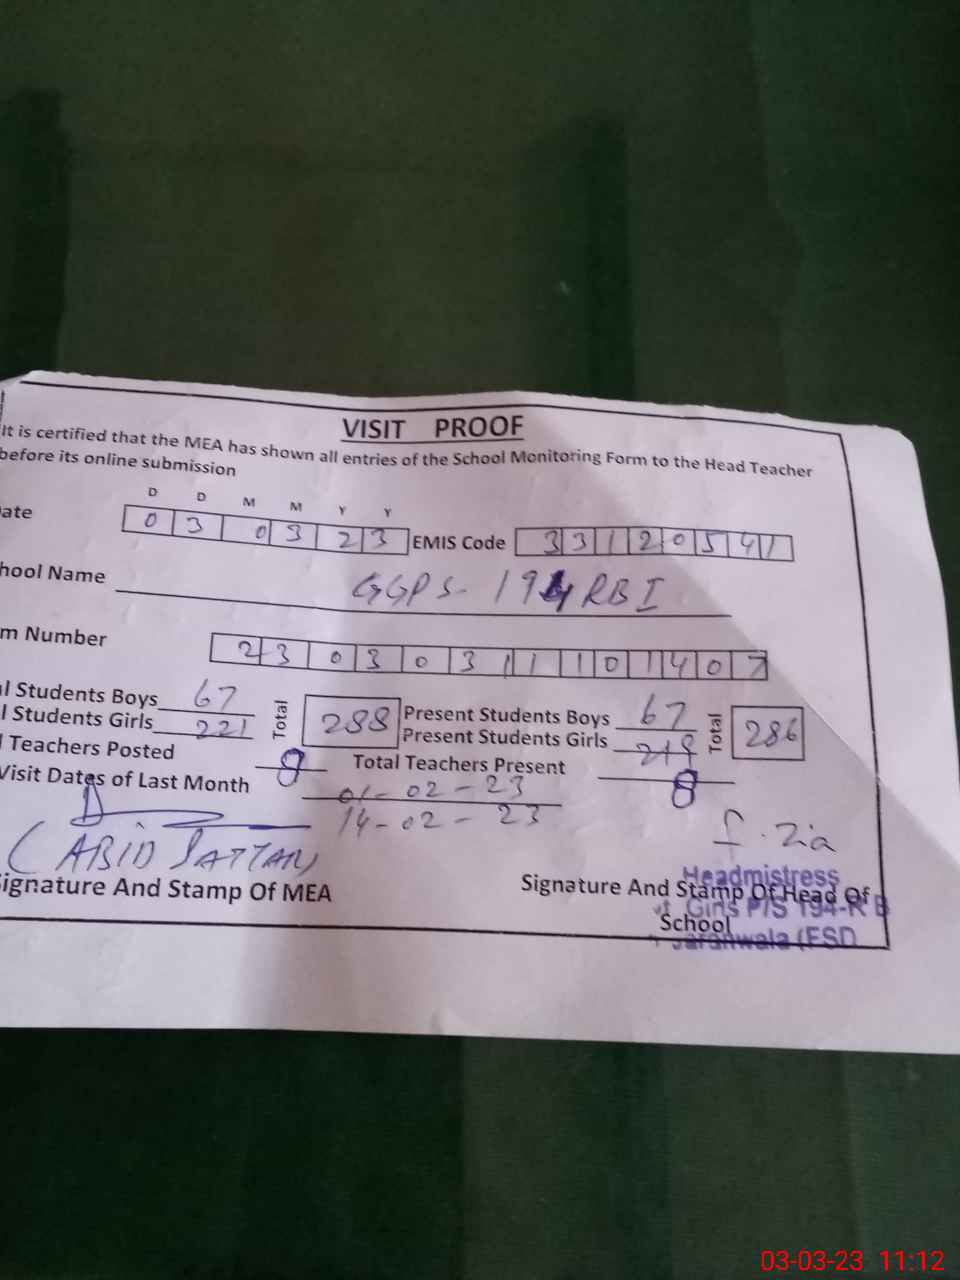 VISIT PROOF
It is certified that the MEA has shown all entries of the School Monitoring Form to the Head Teacher
before its online submission
D D M M Y Y
ate 0 3 0 3 2 3 EMIS Code 3 3 1 2 0 5 4 1
hool Name GGPS- 194 RB I
m Number 2 3 0 3 0 3 1 1 1 0 1 4 0 7
l Students Boys 67 Total 288 Present Students Boys 67 Total 286
l Students Girls 221 Present Students Girls 219
l Teachers Posted 8 Total Teachers Present 8
Visit Dates of Last Month 01-02-23
14-02-23
f. Zia
(ABID
Signature And Stamp Of MEA
Signature And Stamp Of Head Of
School
Headmistress
Girls P/S 194-R B
Jaranwala (FSD
03-03-23 11:12